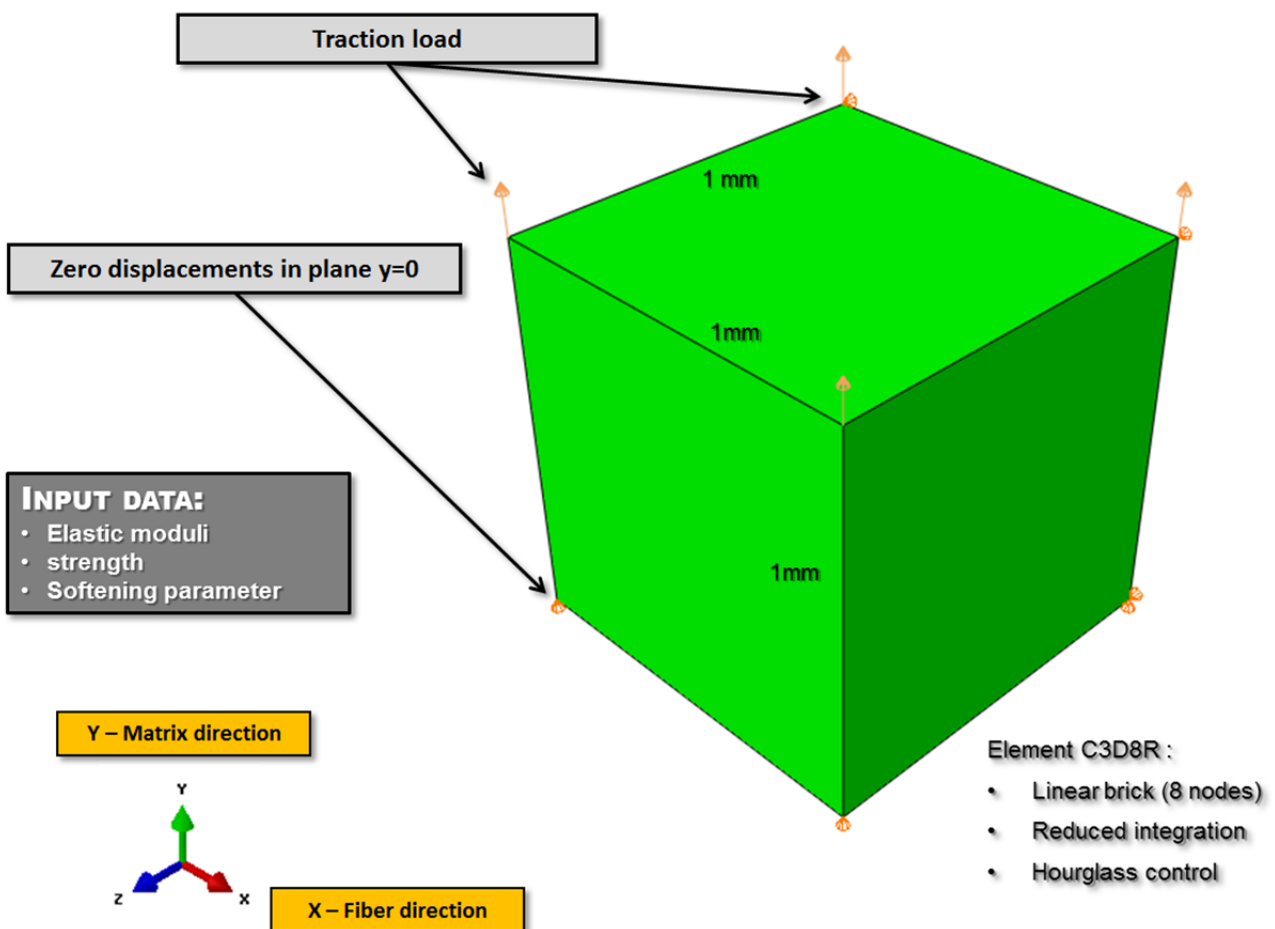 Traction load
1 mm
Zero displacements in plane y=0
1mm
INPUT DATA:
• Elastic moduli
• strength
• Softening parameter
1mm
Y – Matrix direction
Element C3D8R :
• Linear brick (8 nodes)
• Reduced integration
• Hourglass control
Y
Z
X
X – Fiber direction